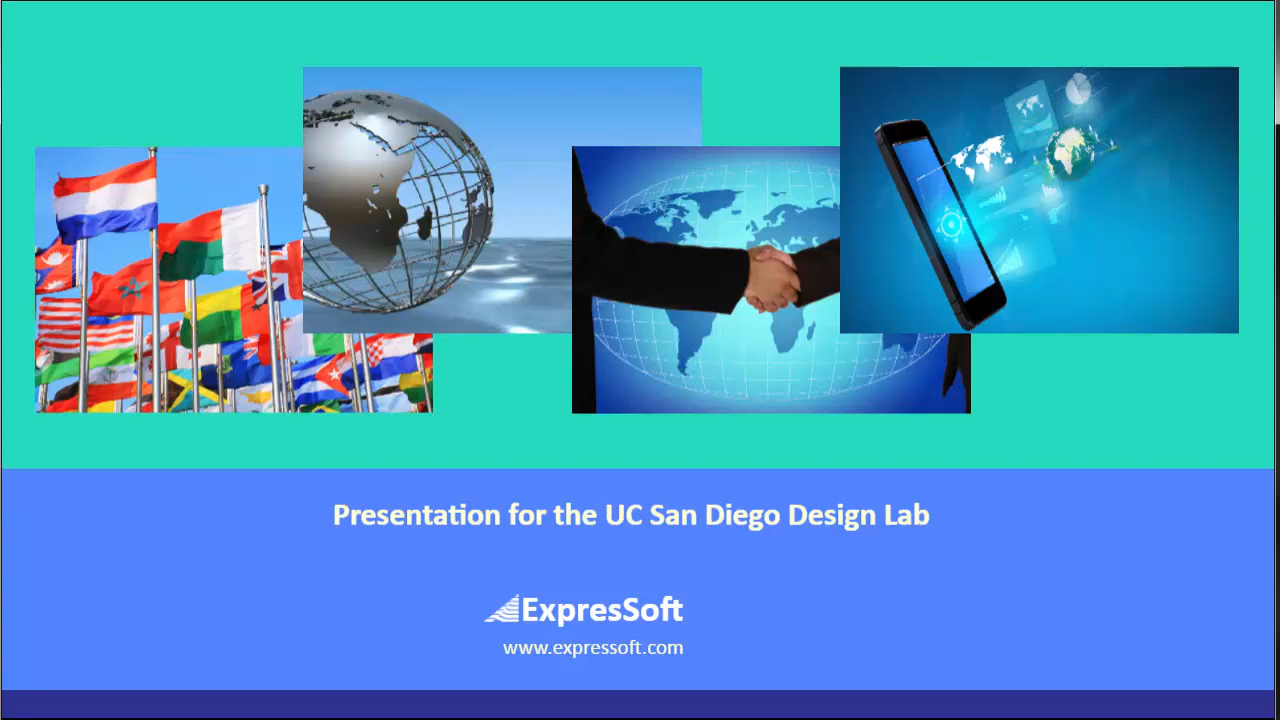 Presentation for the UC San Diego Design Lab
ExpresSoft
www.expressoft.com